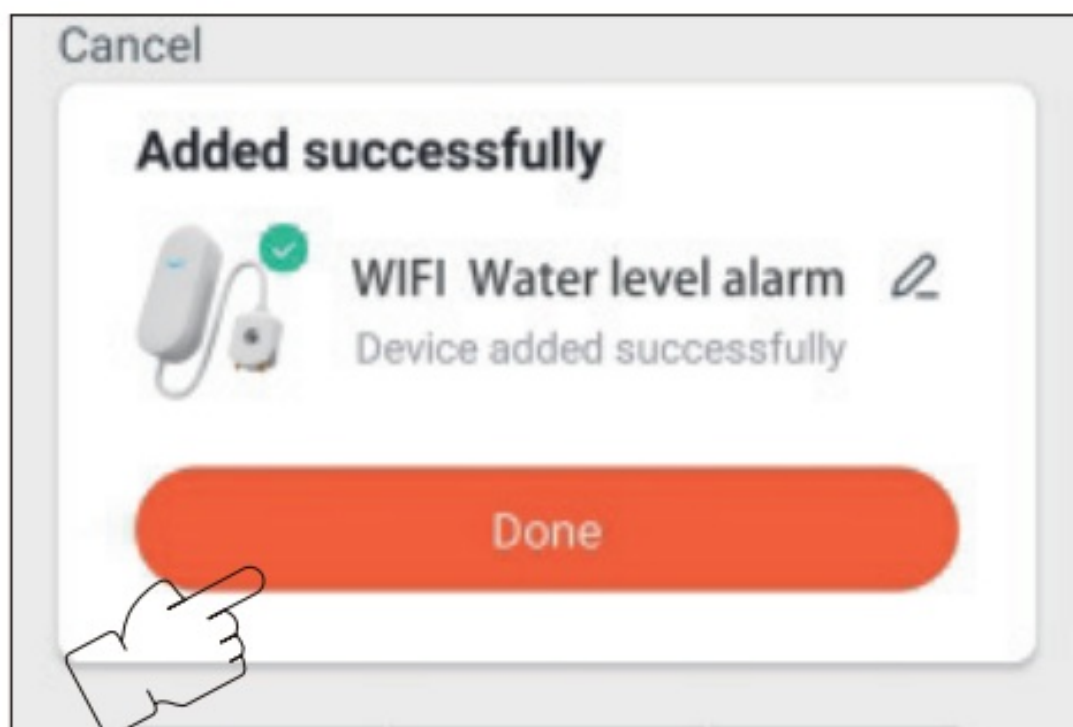 Cancel
Added successfully
WIFI Water level alarm
Device added successfully
Done